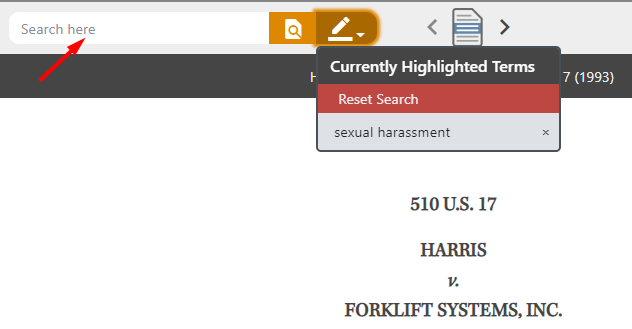 Search here
Currently Highlighted Terms
H
7 (1993)
Reset Search
sexual harassment ×
510 U.S. 17
HARRIS
v.
FORKLIFT SYSTEMS, INC.